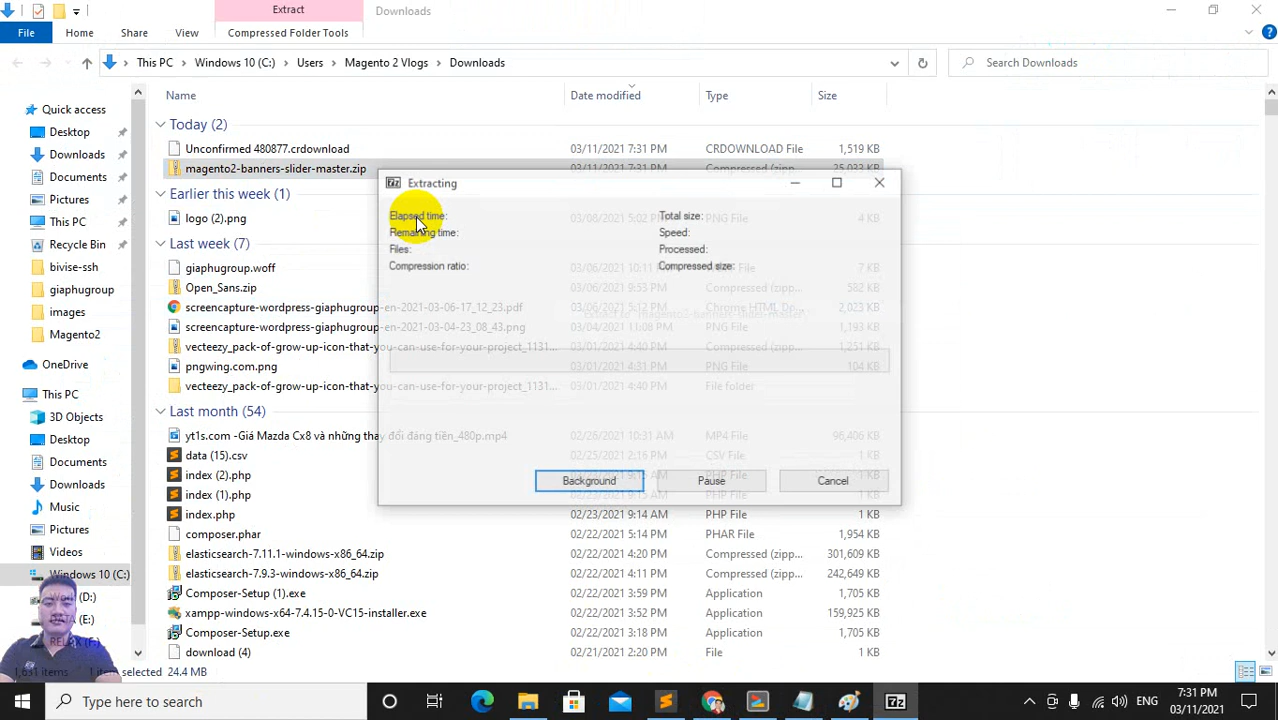 Extract
Downloads
File
Home
Share
View
Compressed Folder Tools
This PC
Windows 10 (C:)
Users
Magento 2 Vlogs
Downloads
Search Downloads
Name
Date modified
Type
Size
Quick access
Desktop
Downloads
Documents
Pictures
This PC
Recycle Bin
bivise-ssh
giaphugroup
images
Magento2
OneDrive
This PC
3D Objects
Desktop
Documents
Downloads
Music
Pictures
Videos
Windows 10 (C:)
(D:)
(E:)
(F:)
Today (2)
Unconfirmed 480877.crdownload 03/11/2021 7:31 PM CRDOWNLOAD File 1,519 KB
magento2-banners-slider-master.zip 03/11/2021 7:31 PM Compressed (zipp... 25,033 KB
Earlier this week (1)
logo (2).png 03/08/2021 5:02 PM PNG File 4 KB
Last week (7)
giaphugroup.woff 03/06/2021 10:11 PM File 7 KB
Open_Sans.zip 03/06/2021 9:53 PM Compressed (zipp... 582 KB
screencapture-wordpress-giaphugroup-en-2021-03-06-17_12_23.pdf 03/06/2021 5:12 PM Chrome HTML Do... 2,023 KB
screencapture-wordpress-giaphugroup-en-2021-03-04-23_08_43.png 03/04/2021 11:08 PM PNG File 1,193 KB
vecteezy_pack-of-grow-up-icon-that-you-can-use-for-your-project_1131... 03/01/2021 4:40 PM Compressed (zipp... 1,251 KB
pngwing.com.png 03/01/2021 4:31 PM PNG File 104 KB
vecteezy_pack-of-grow-up-icon-that-you-can-use-for-your-project_1131... 03/01/2021 4:40 PM File folder
Last month (54)
yt1s.com -Giá Mazda Cx8 và những thay đổi đáng tiền_480p.mp4 02/26/2021 10:31 AM MP4 File 96,406 KB
data (15).csv 02/25/2021 2:16 PM CSV File 1 KB
index (2).php 02/23/2021 PHP File 1 KB
index (1).php 02/23/2021 9:15 AM PHP File 1 KB
index.php 02/23/2021 9:14 AM PHP File 1 KB
composer.phar 02/22/2021 5:14 PM PHAR File 1,954 KB
elasticsearch-7.11.1-windows-x86_64.zip 02/22/2021 4:20 PM Compressed (zipp... 301,609 KB
elasticsearch-7.9.3-windows-x86_64.zip 02/22/2021 4:11 PM Compressed (zipp... 242,649 KB
Composer-Setup (1).exe 02/22/2021 3:59 PM Application 1,705 KB
xampp-windows-x64-7.4.15-0-VC15-installer.exe 02/22/2021 3:52 PM Application 159,925 KB
Composer-Setup.exe 02/22/2021 3:18 PM Application 1,705 KB
download (4) 02/21/2021 2:20 PM File 1 KB
7z Extracting
Elapsed time:
Remaining time:
Files:
Compression ratio:
Total size:
Speed:
Processed:
Compressed size:
Background
Pause
Cancel
1,631 items
1 item selected 24.4 MB
Type here to search
7z
ENG
7:31 PM
03/11/2021